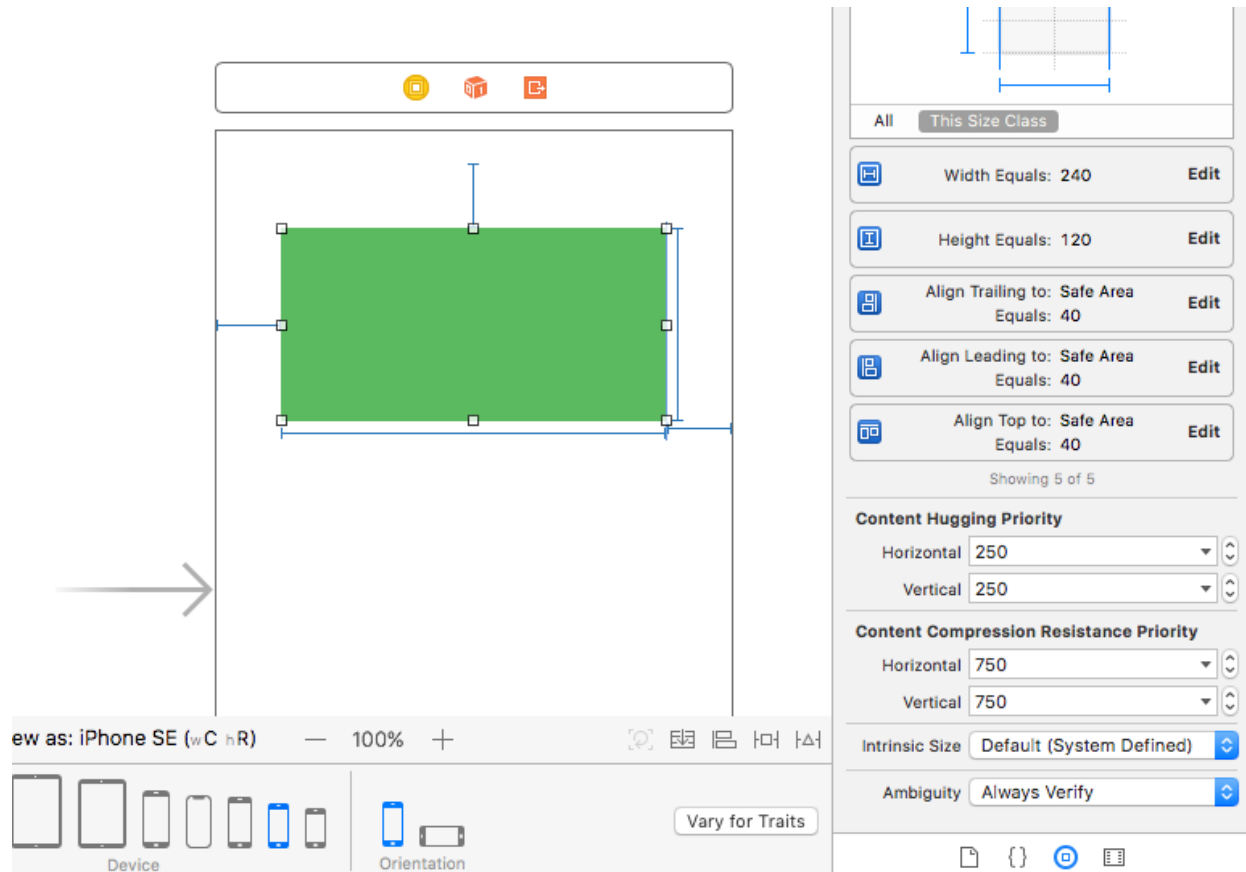 All This Size Class
Width Equals: 240 Edit
Height Equals: 120 Edit
Align Trailing to: Safe Area
Equals: 40 Edit
Align Leading to: Safe Area
Equals: 40 Edit
Align Top to: Safe Area
Equals: 40 Edit
Showing 5 of 5
Content Hugging Priority
Horizontal 250
Vertical 250
Content Compression Resistance Priority
Horizontal 750
Vertical 750
Intrinsic Size Default (System Defined)
Ambiguity Always Verify
ew as: iPhone SE (wC hR) — 100% +
Vary for Traits
Device
Orientation